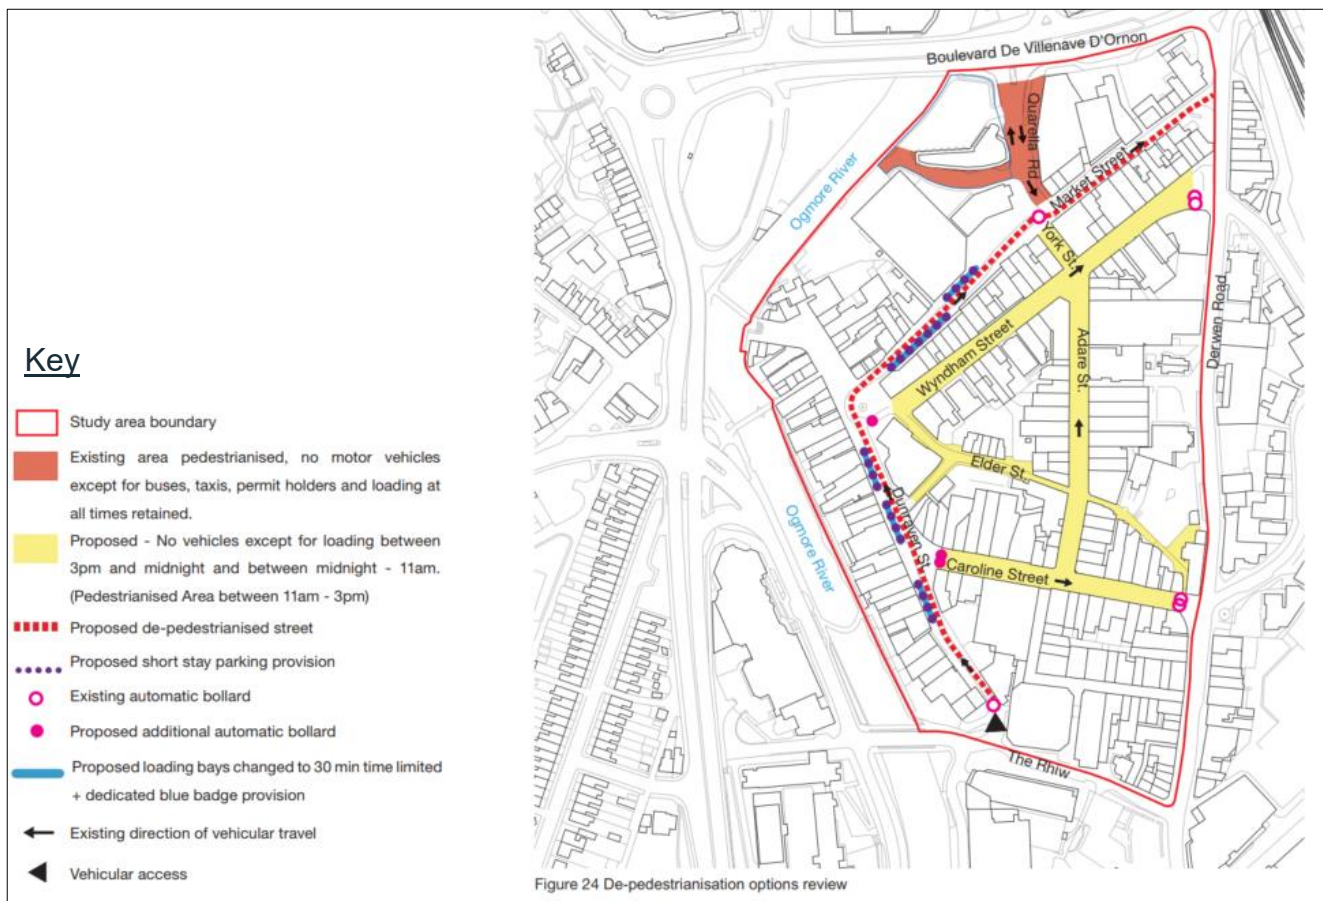 Key
Study area boundary
Existing area pedestrianised, no motor vehicles
except for buses, taxis, permit holders and loading at
all times retained.
Proposed - No vehicles except for loading between
3pm and midnight and between midnight - 11am.
(Pedestrianised Area between 11am - 3pm)
Proposed de-pedestrianised street
Proposed short stay parking provision
Existing automatic bollard
Proposed additional automatic bollard
Proposed loading bays changed to 30 min time limited
+ dedicated blue badge provision
Existing direction of vehicular travel
Vehicular access
Boulevard De Villenave D'Ornon
Quarella Rd
Ogmore River
Market Street
York St.
Derwen Road
Wyndham Street
Adare St.
Elder St.
Dunraven St.
Ogmore River
Caroline Street
The Rhiw
Figure 24 De-pedestrianisation options review